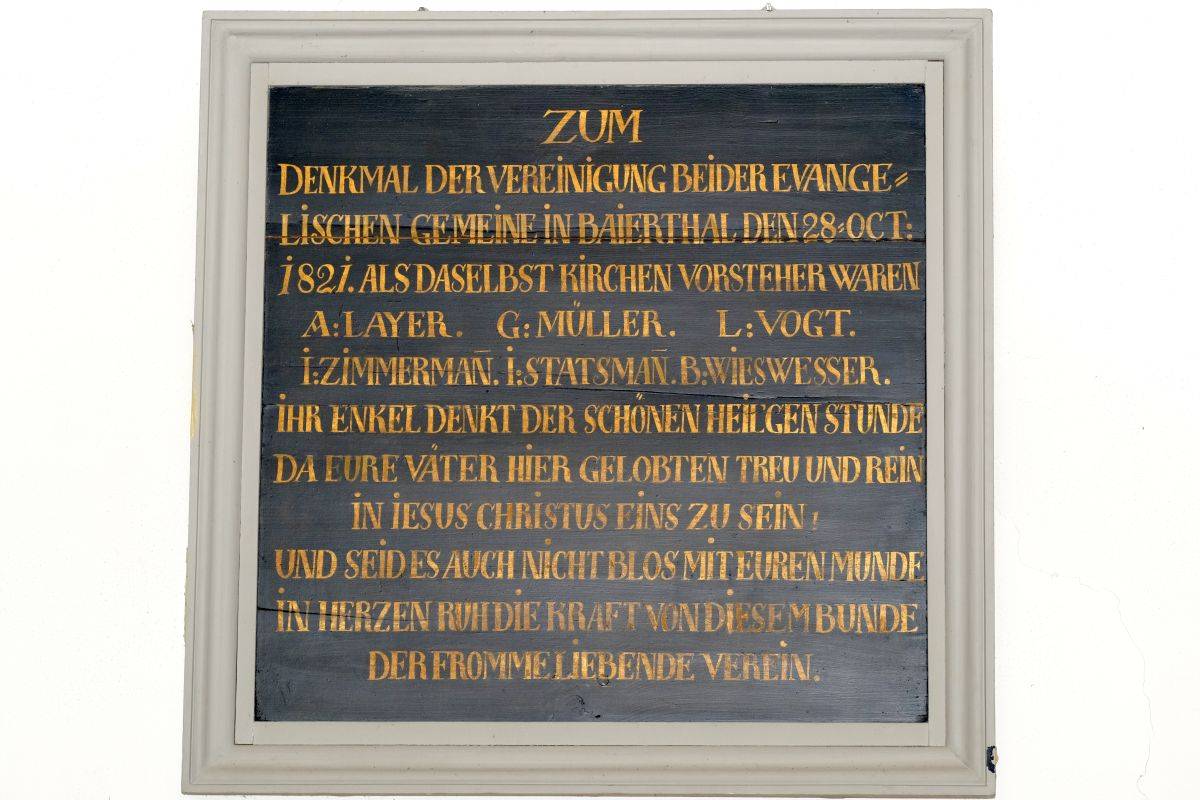 ZUM
DENKMAL DER VEREINIGUNG BEIDER EVANGE=
LISCHEN GEMEINE IN BAIERTHAL DEN 28=OCT:
1821. ALS DASELBST KIRCHEN VORSTEHER WAREN
A: LAYER. G: MÜLLER. L: VOGT.
I: ZIMMERMAN̄. I: STATSMAN̄. B: WIESWESSER.
IHR ENKEL DENKT DER SCHÖNEN HEILGEN STUNDE
DA EURE VÄTER HIER GELOBTEN TREU UND REIN
IN IESUS CHRISTUS EINS ZU SEIN!
UND SEID ES AUCH NICHT BLOS MIT EUREN MUNDE
IN HERZEN RUH DIE KRAFT VON DIESEM BUNDE
DER FROMME LIEBENDE VEREIN.